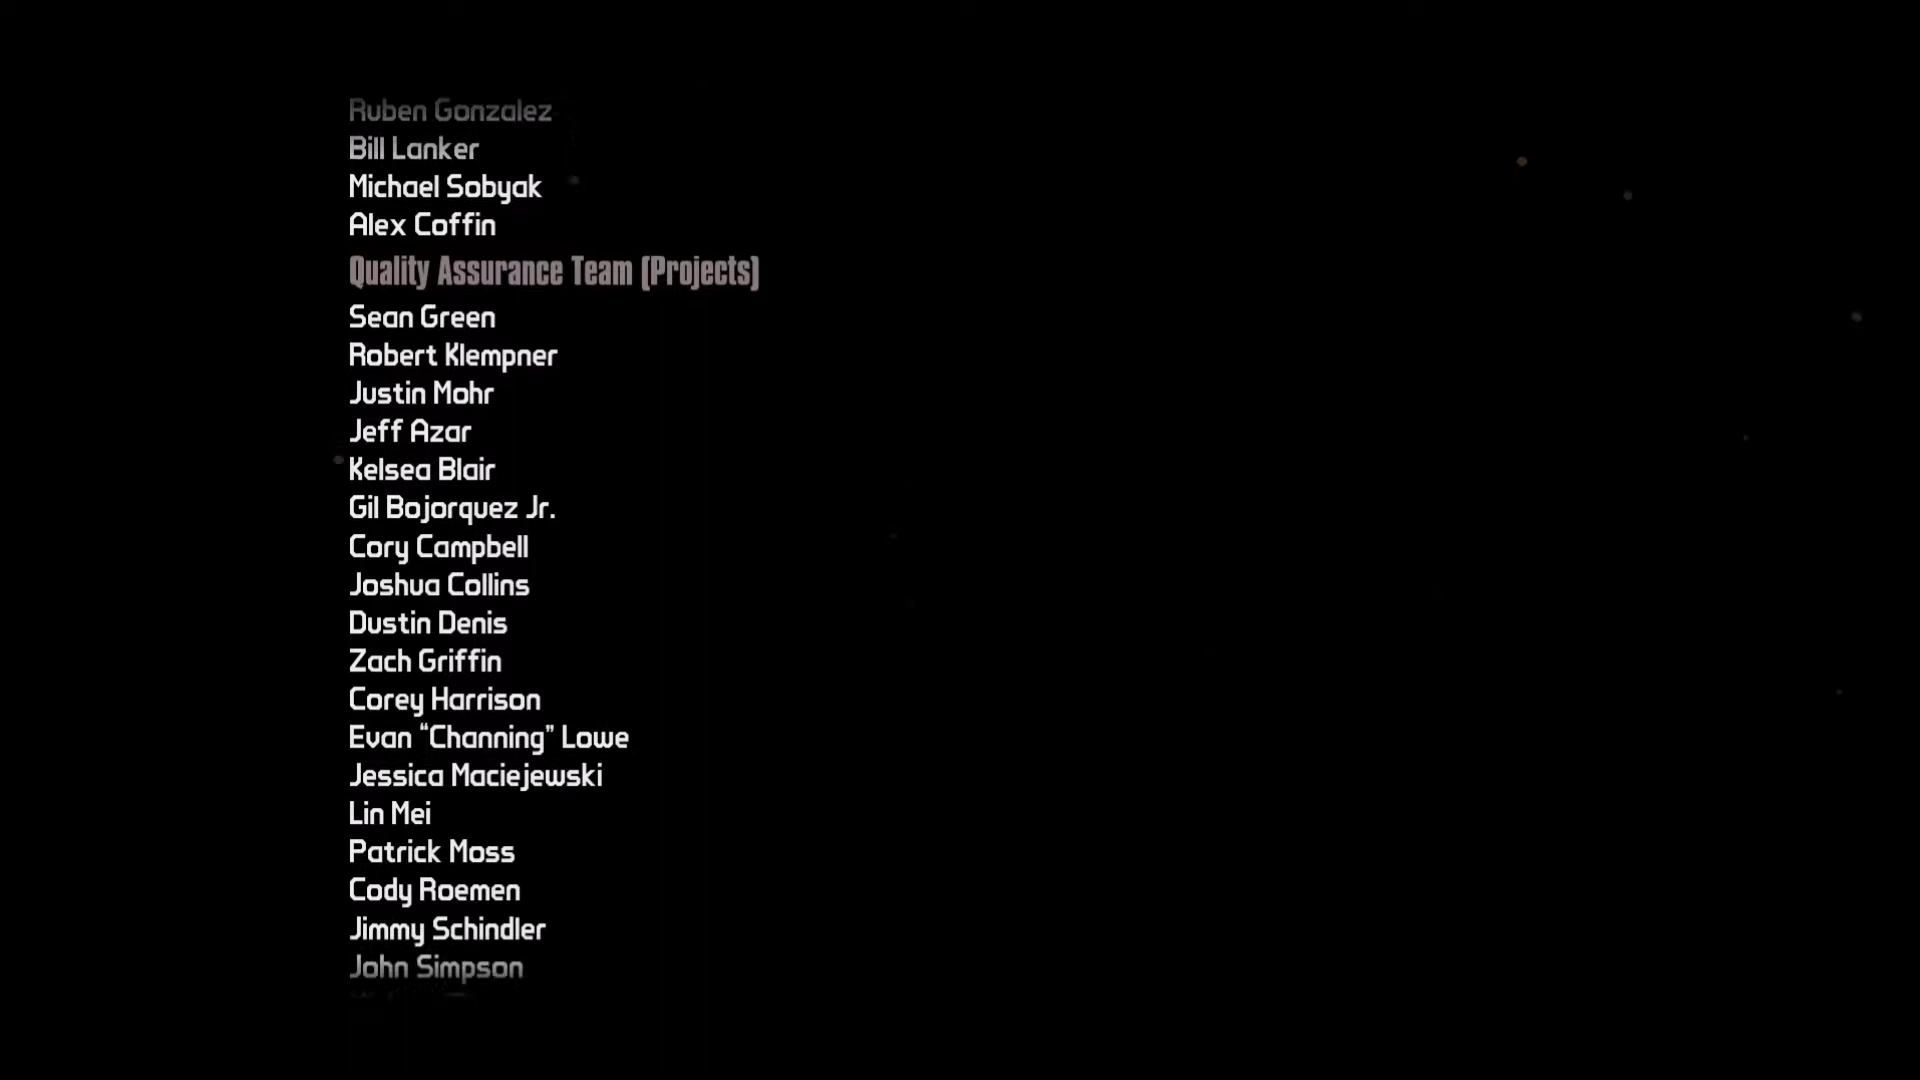 Ruben Gonzalez
Bill Lanker
Michael Sobyak
Alex Coffin
Quality Assurance Team (Projects)
Sean Green
Robert Klempner
Justin Mohr
Jeff Azar
Kelsea Blair
Gil Bojorquez Jr.
Cory Campbell
Joshua Collins
Dustin Denis
Zach Griffin
Corey Harrison
Evan “Channing” Lowe
Jessica Maciejewski
Lin Mei
Patrick Moss
Cody Roemen
Jimmy Schindler
John Simpson